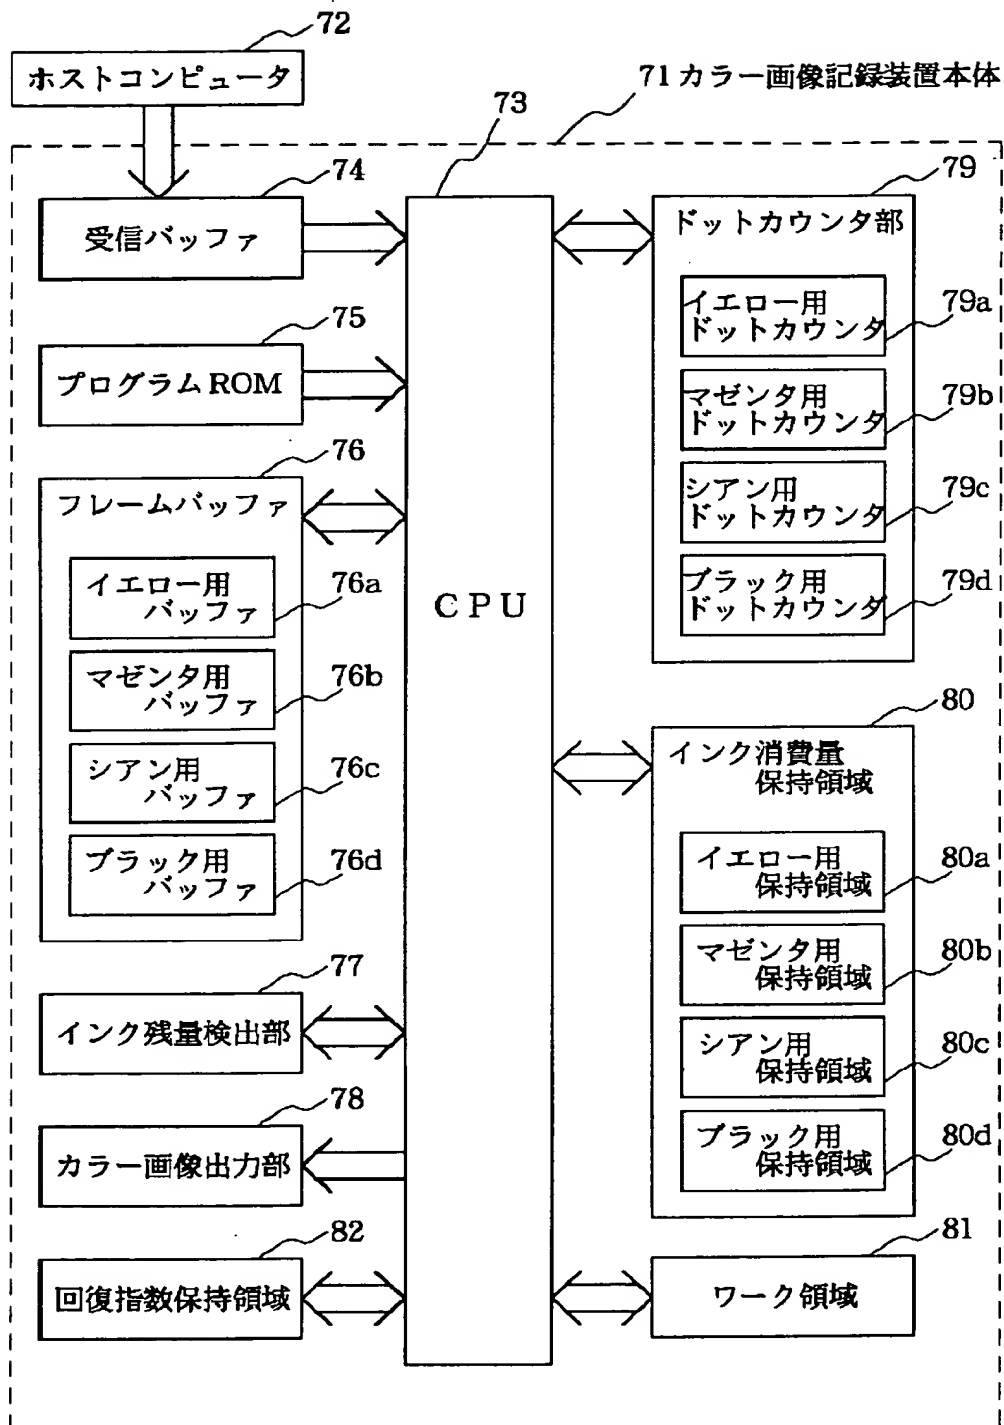 72
ホストコンピュータ
71カラー画像記録装置本体
73
74
受信バッファ
75
プログラムROM
76
フレームバッファ
イエロー用
バッファ
76a
マゼンタ用
バッファ
76b
シアン用
バッファ
76c
ブラック用
バッファ
76d
77
インク残量検出部
78
カラー画像出力部
82
回復指数保持領域
CPU
79
ドットカウンタ部
イエロー用
ドットカウンタ
79a
マゼンタ用
ドットカウンタ
79b
シアン用
ドットカウンタ
79c
ブラック用
ドットカウンタ
79d
80
インク消費量
保持領域
イエロー用
保持領域
80a
マゼンタ用
保持領域
80b
シアン用
保持領域
80c
ブラック用
保持領域
80d
81
ワーク領域